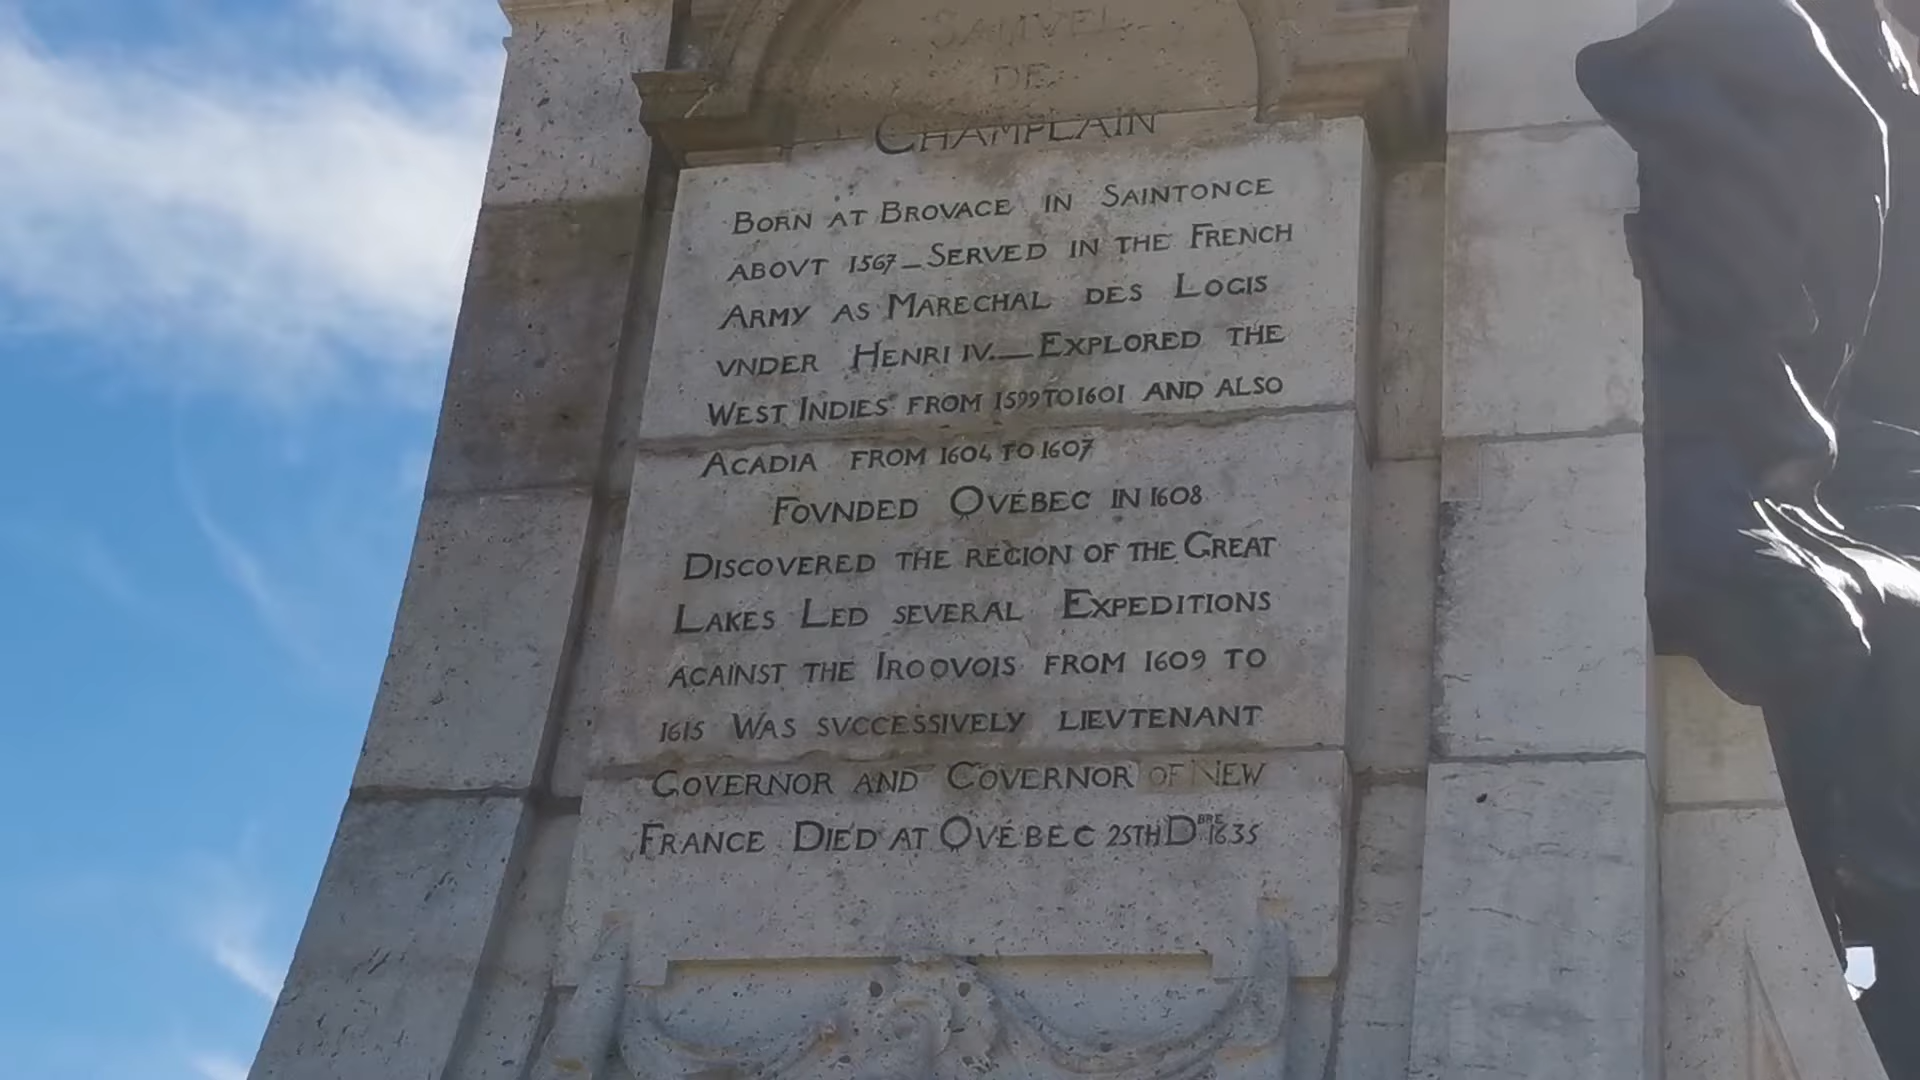 SAMVEL
DE
CHAMPLAIN
BORN AT BROVAGE IN SAINTONGE
ABOVT 1567_SERVED IN THE FRENCH
ARMY AS MARECHAL DES LOGIS
VNDER HENRI IV._EXPLORED THE
WEST INDIES FROM 1599 TO 1601 AND ALSO
ACADIA FROM 1604 TO 1607
FOVNDED QVÉBEC IN 1608
DISCOVERED THE REGION OF THE GREAT
LAKES LED SEVERAL EXPEDITIONS
AGAINST THE IROQVOIS FROM 1609 TO
1615 WAS SVCCESSIVELY LIEVTENANT
GOVERNOR AND GOVERNOR OF NEW
FRANCE DIED AT QVÉBEC 25TH DBRE 1635